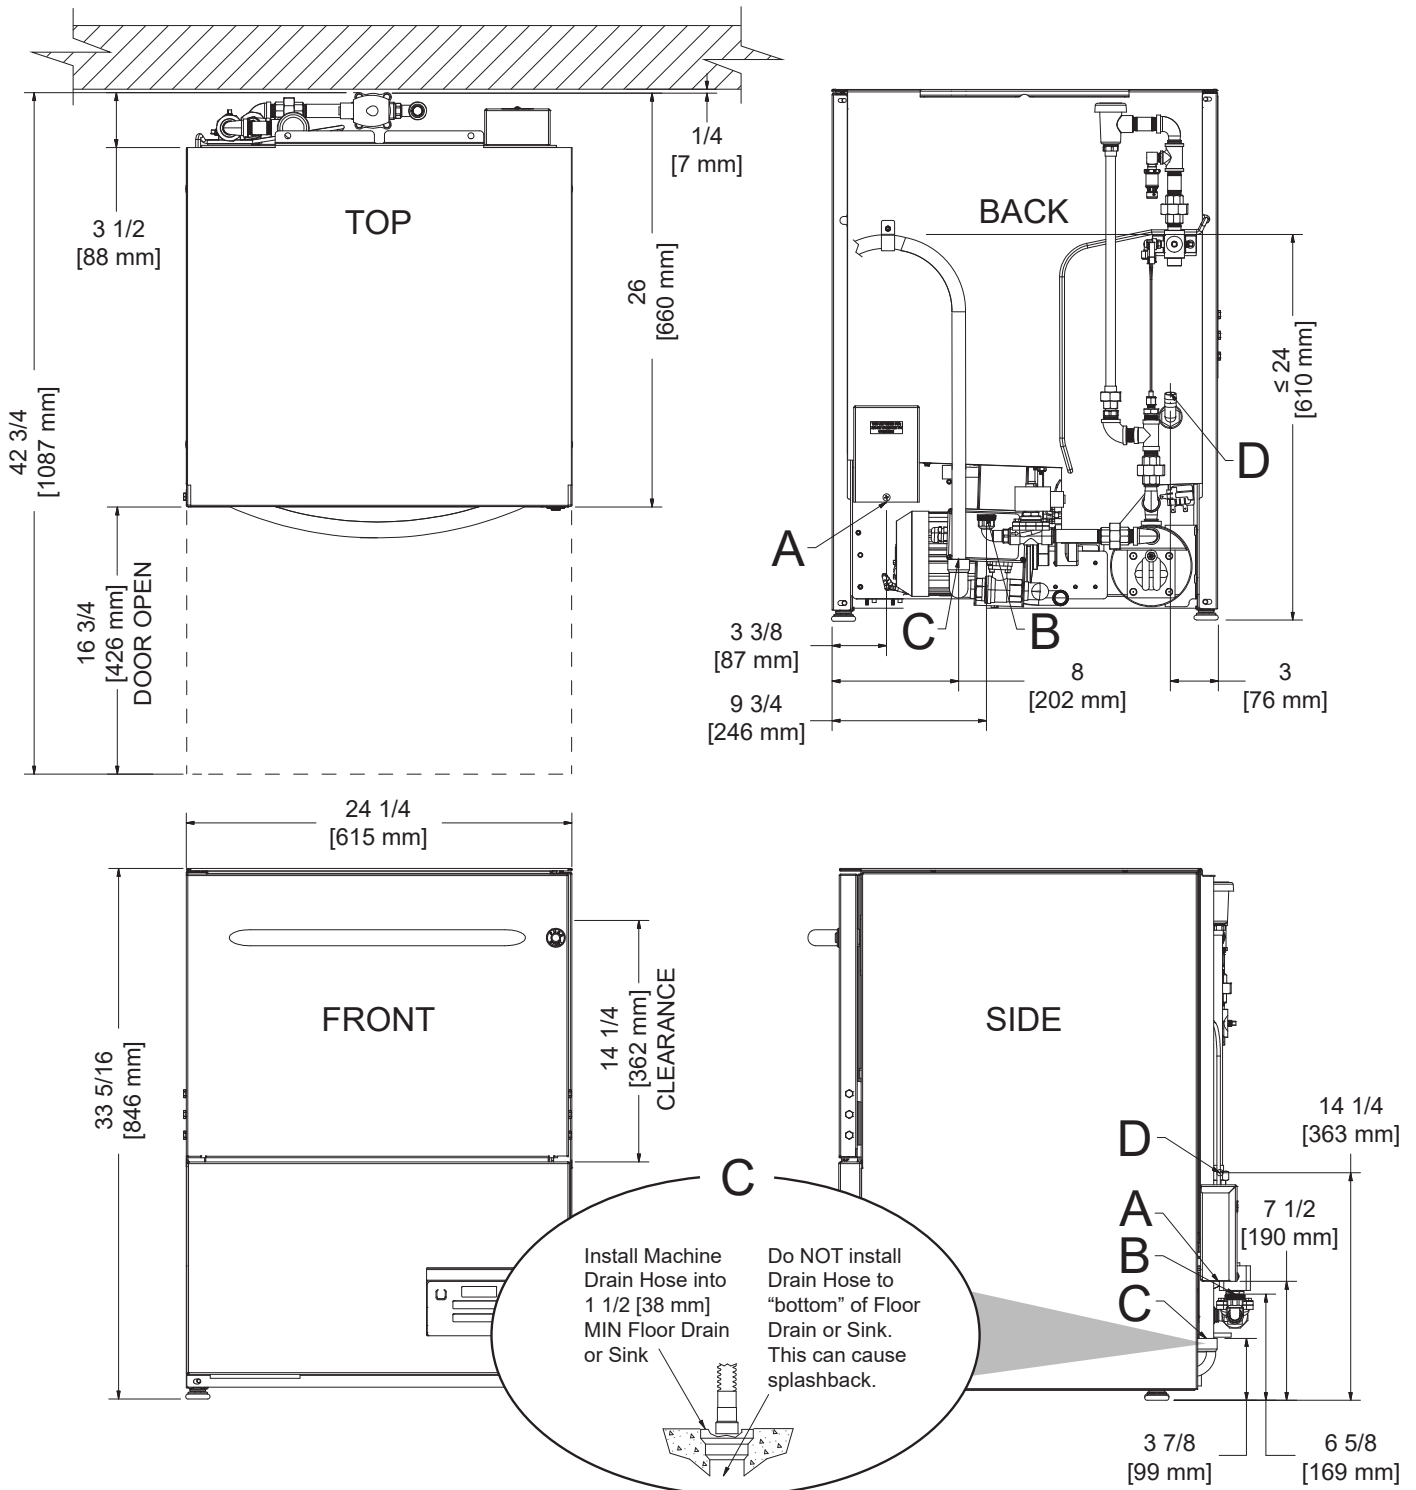 TOP
3 1/2
[88 mm]
1/4
[7 mm]
26
[660 mm]
42 3/4
[1087 mm]
16 3/4
[426 mm]
DOOR OPEN
BACK
≤ 24
[610 mm]
D
A
C
B
3 3/8
[87 mm]
8
[202 mm]
3
[76 mm]
9 3/4
[246 mm]
24 1/4
[615 mm]
FRONT
33 5/16
[846 mm]
14 1/4
[362 mm]
CLEARANCE
SIDE
14 1/4
[363 mm]
D
A
7 1/2
[190 mm]
B
C
3 7/8
[99 mm]
6 5/8
[169 mm]
C
Install Machine
Drain Hose into
1 1/2 [38 mm]
MIN Floor Drain
or Sink
Do NOT install
Drain Hose to
“bottom” of Floor
Drain or Sink.
This can cause
splashback.